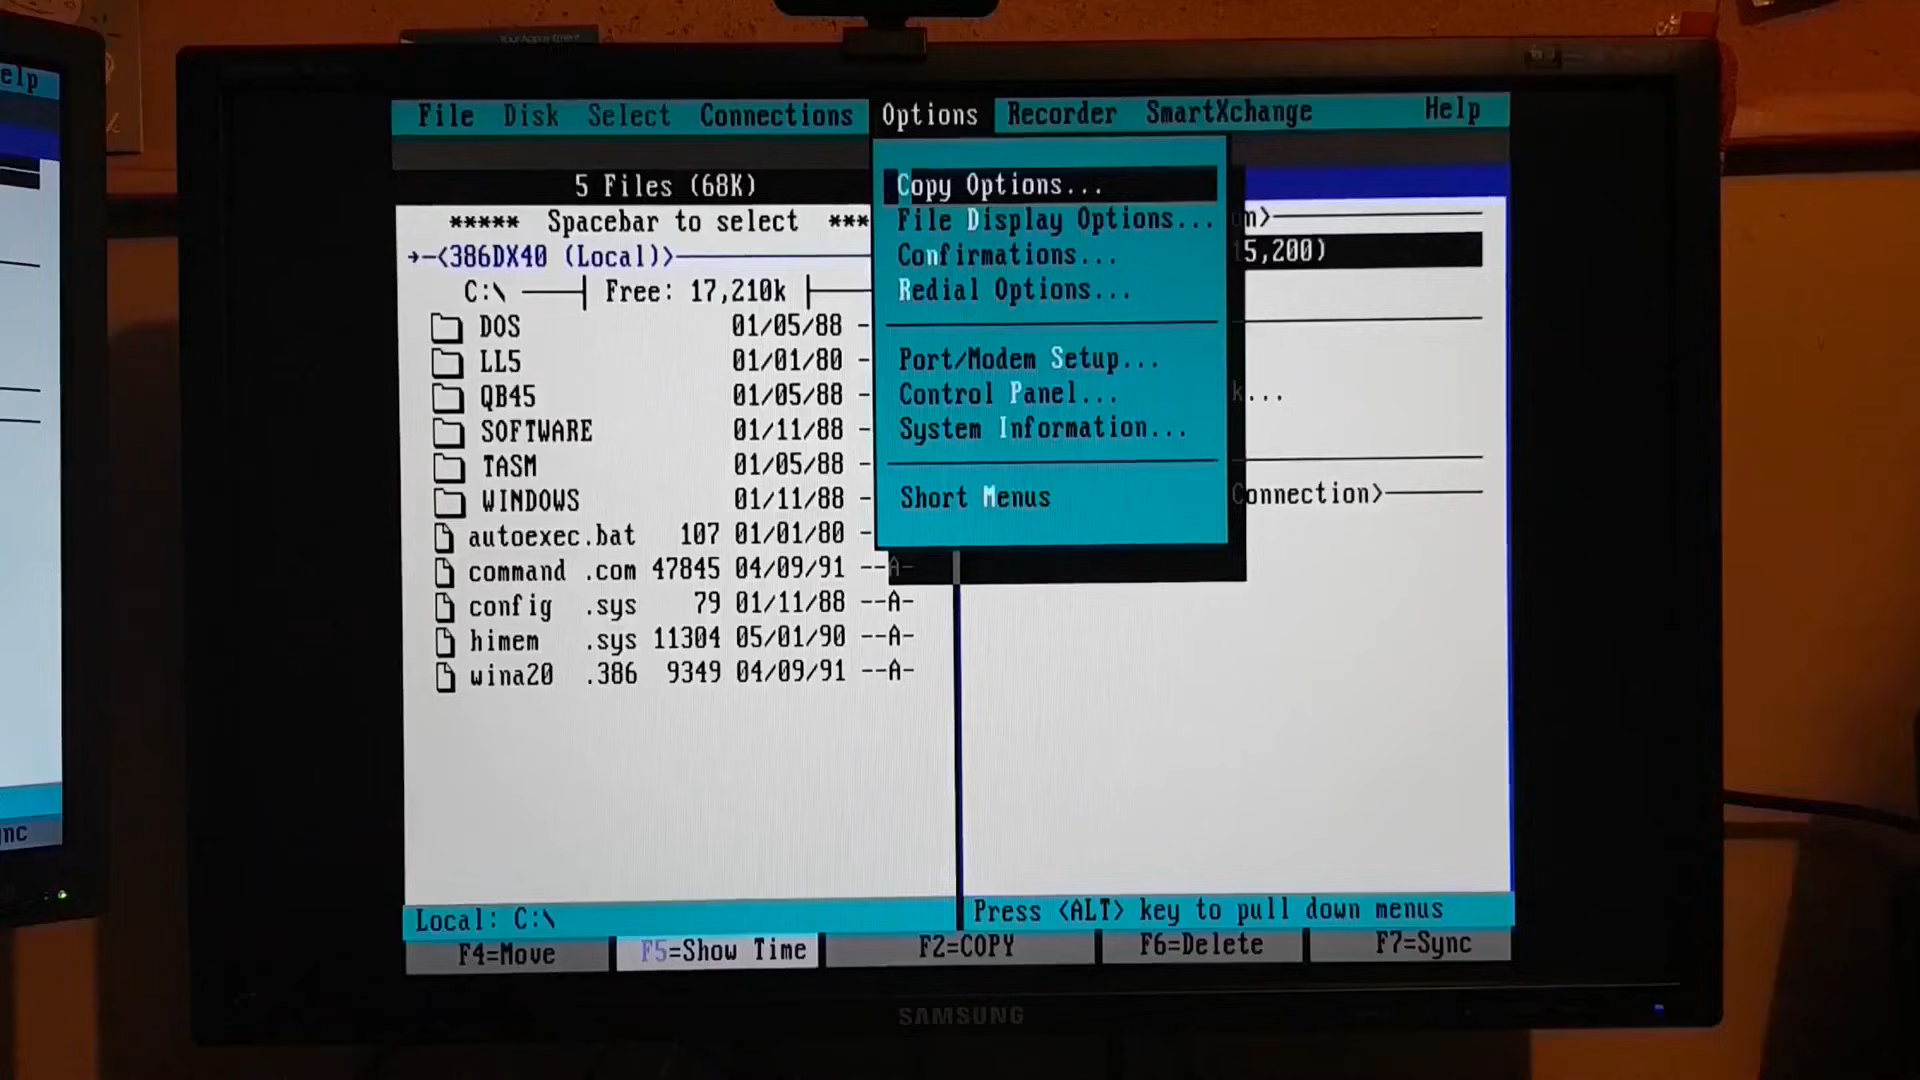 elp
File Disk Select Connections Options Recorder SmartXchange Help
5 Files (68K)
***** Spacebar to select ***
→─<386DX40 (Local)>
C:\ Free: 17,210k
DOS 01/05/88 -
LL5 01/01/80 -
QB45 01/05/88 -
SOFTWARE 01/11/88 -
TASM 01/05/88 -
WINDOWS 01/11/88 -
autoexec.bat 107 01/01/80 -
command .com 47845 04/09/91 --A-
config .sys 79 01/11/88 --A-
himem .sys 11304 05/01/90 --A-
wina20 .386 9349 04/09/91 --A-
Copy Options...
File Display Options...
Confirmations...
Redial Options...
Port/Modem Setup...
Control Panel...
System Information...
Short Menus
n>
15,200)
k...
Connection>
Local: C:\
Press <ALT> key to pull down menus
F4=Move F5=Show Time F2=COPY F6=Delete F7=Sync
nc
SAMSUNG